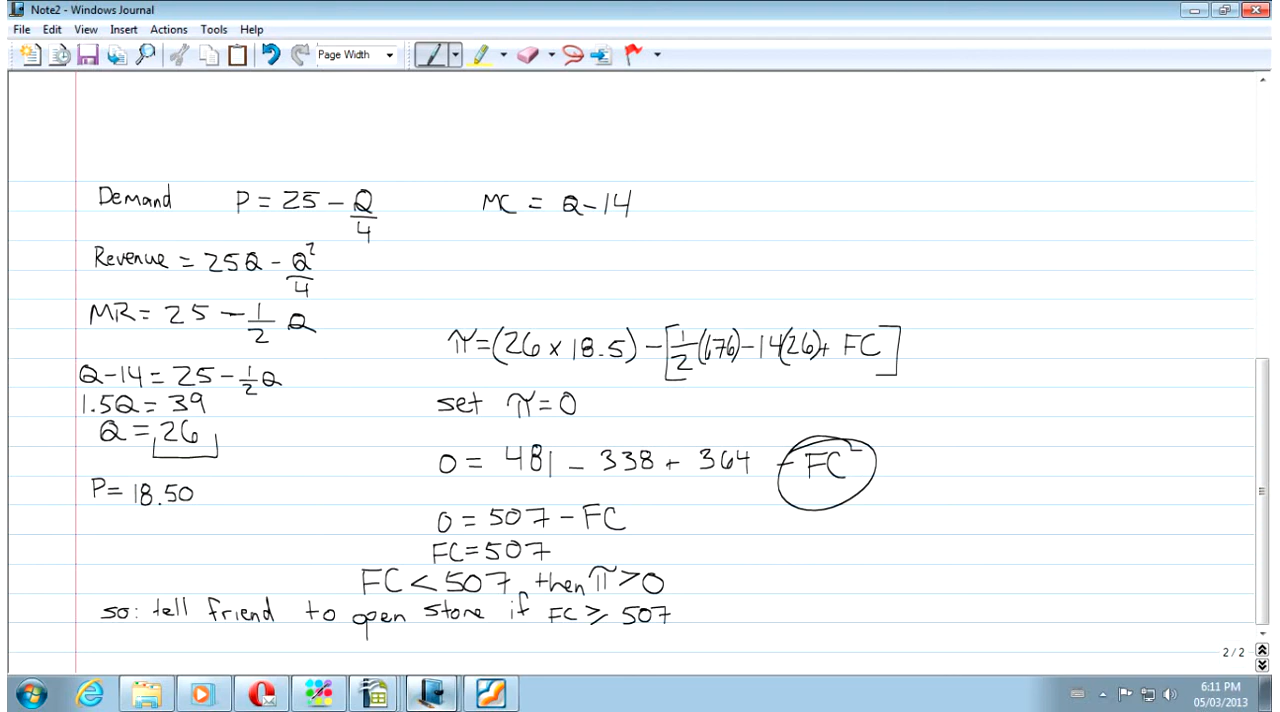 Note2 - Windows Journal
File Edit View Insert Actions Tools Help
Page Width
Demand P = 25 - Q/4 MC = Q-14
Revenue = 25Q - Q²/4
MR = 25 - 1/2 Q
π=(26 x 18.5) - [1/2(676)-14(26)+ FC]
Q-14 = 25 - 1/2Q
1.5Q = 39
set π=0
Q = 26
0 = 481 - 338 + 364 - FC
P= 18.50
0 = 507 - FC
FC=507
FC < 507, then π > 0
so: tell friend to open store if FC ≥ 507
2 / 2
6:11 PM
05/03/2013